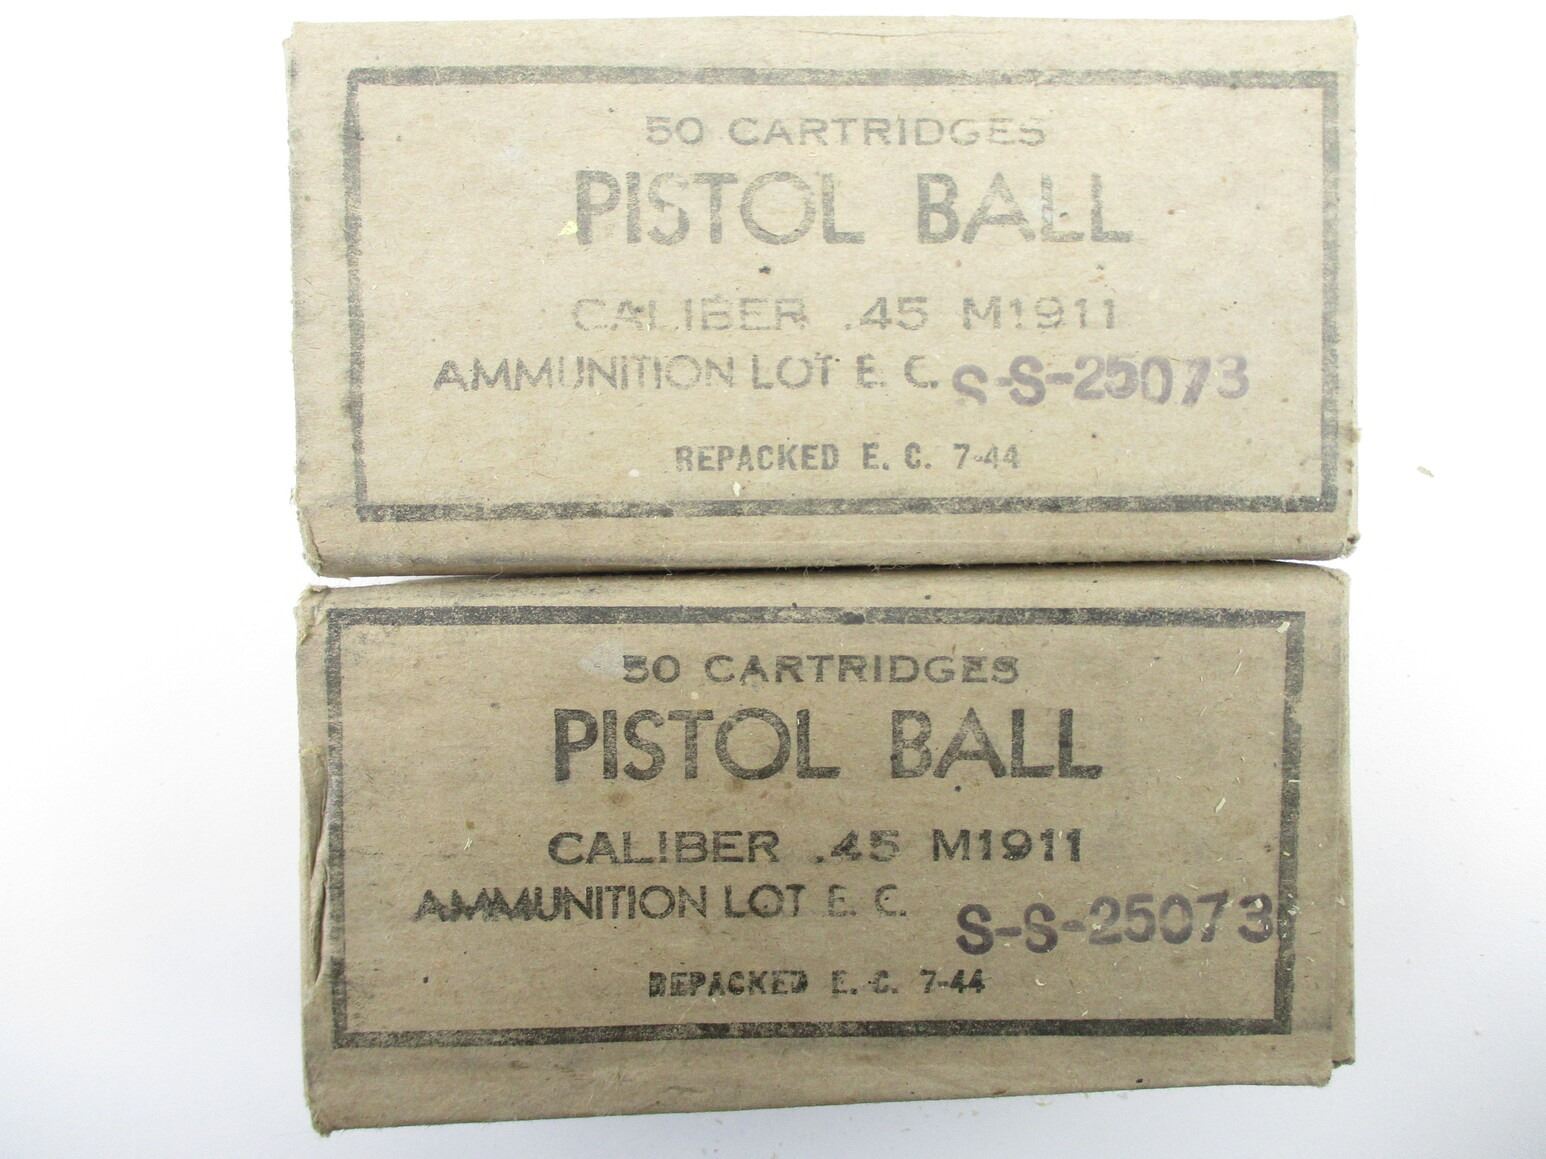 50 CARTRIDGES
PISTOL BALL
CALIBER .45 M1911
AMMUNITION LOT E. C. S-S-25073
REPACKED E. C. 7-44
50 CARTRIDGES
PISTOL BALL
CALIBER .45 M1911
AMMUNITION LOT E. C. S-S-25073
REPACKED E. C. 7-44